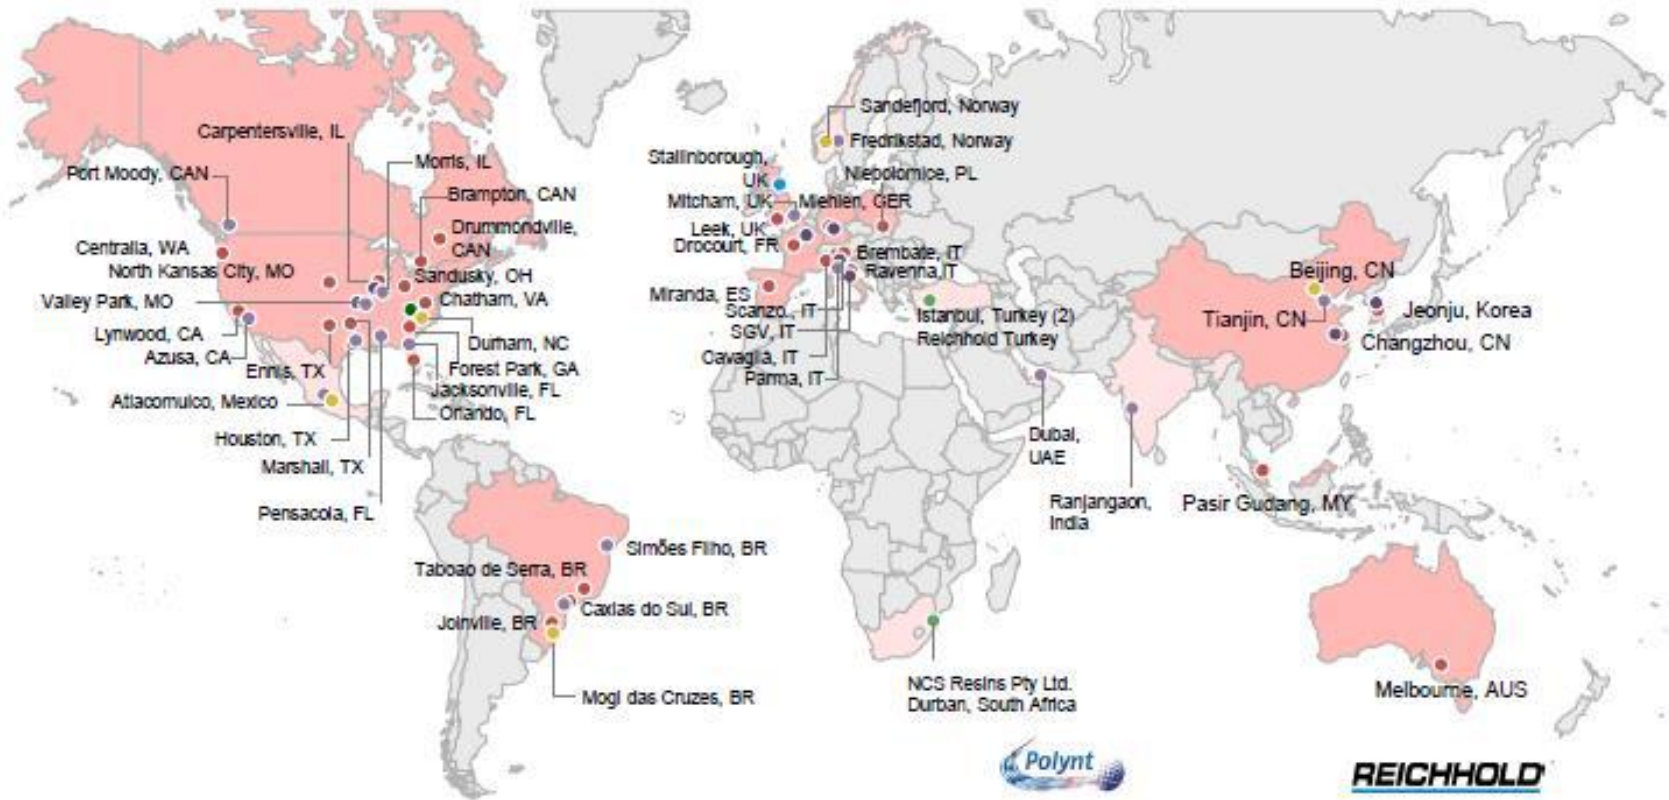 Carpentersville, IL
Port Moody, CAN
Morris, IL
Brampton, CAN
Drummondville,
CAN
Centralia, WA
North Kansas City, MO
Sandusky, OH
Valley Park, MO
Chatham, VA
Lynwood, CA
Azusa, CA
Durham, NC
Ennis, TX
Forest Park, GA
Jacksonville, FL
Atlacomulco, Mexico
Orlando, FL
Houston, TX
Marshall, TX
Pensacola, FL
Simões Filho, BR
Taboao de Serra, BR
Caxias do Sul, BR
Joinville, BR
Mogi das Cruzes, BR
Sandefjord, Norway
Fredrikstad, Norway
Stallinborough,
UK
Niepolomice, PL
Mitcham, UK
Miehlen, GER
Leek, UK
Drocourt, FR
Brembate, IT
Ravenna,IT
Miranda, ES
Scanzo., IT
SGV, IT
Cavaglia, IT
Parma, IT
Istanbul, Turkey (2)
Reichhold Turkey
Dubai,
UAE
Ranjangaon,
India
Beijing, CN
Tianjin, CN
Jeonju, Korea
Changzhou, CN
Pasir Gudang, MY
Melbourne, AUS
NCS Resins Pty Ltd.
Durban, South Africa
Polynt
REICHHOLD